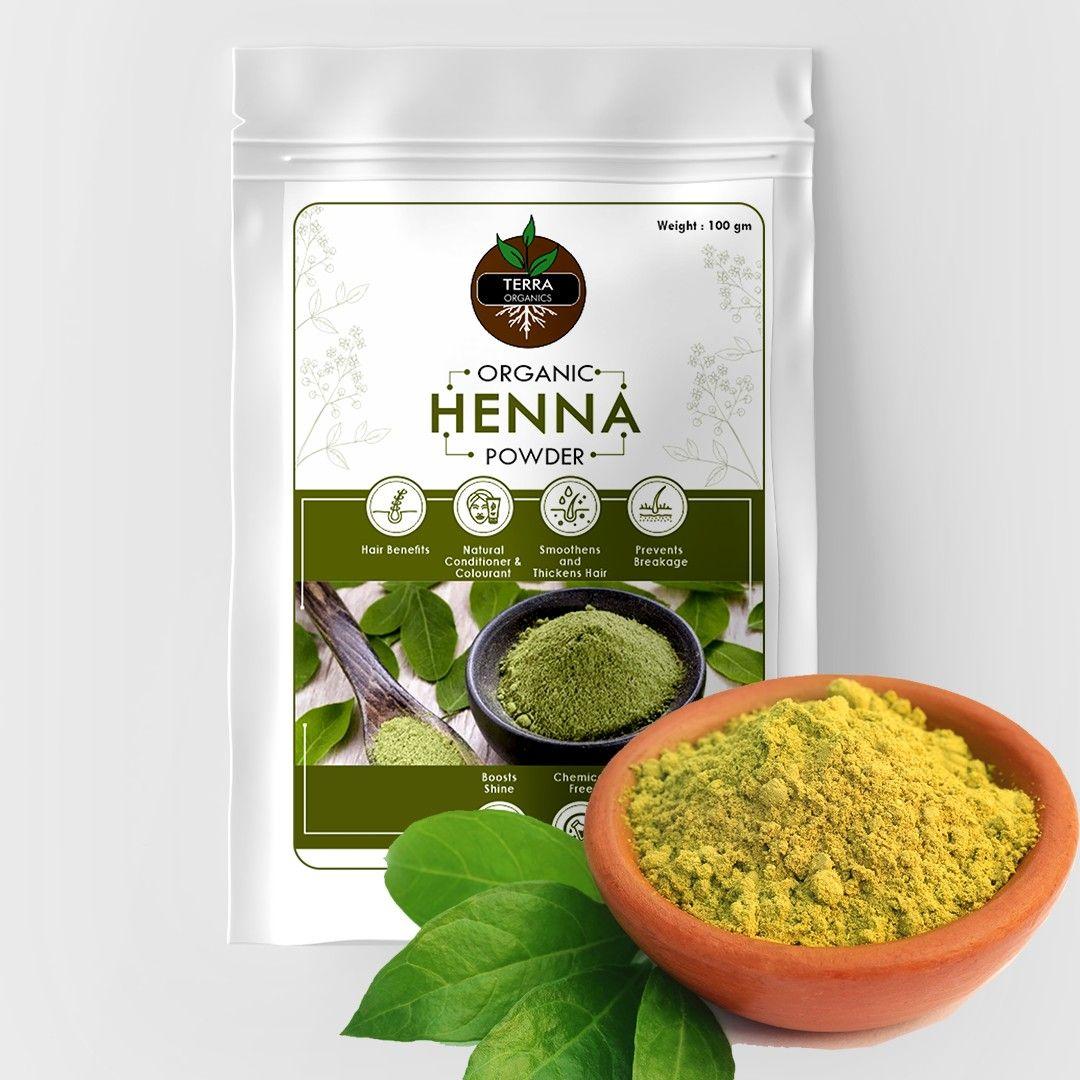 Weight : 100 gm
TERRA
ORGANICS
ORGANIC
HENNA
POWDER
Hair Benefits
Natural
Conditioner &
Colourant
Smoothens
and
Thickens Hair
Prevents
Breakage
Boosts
Shine
Free